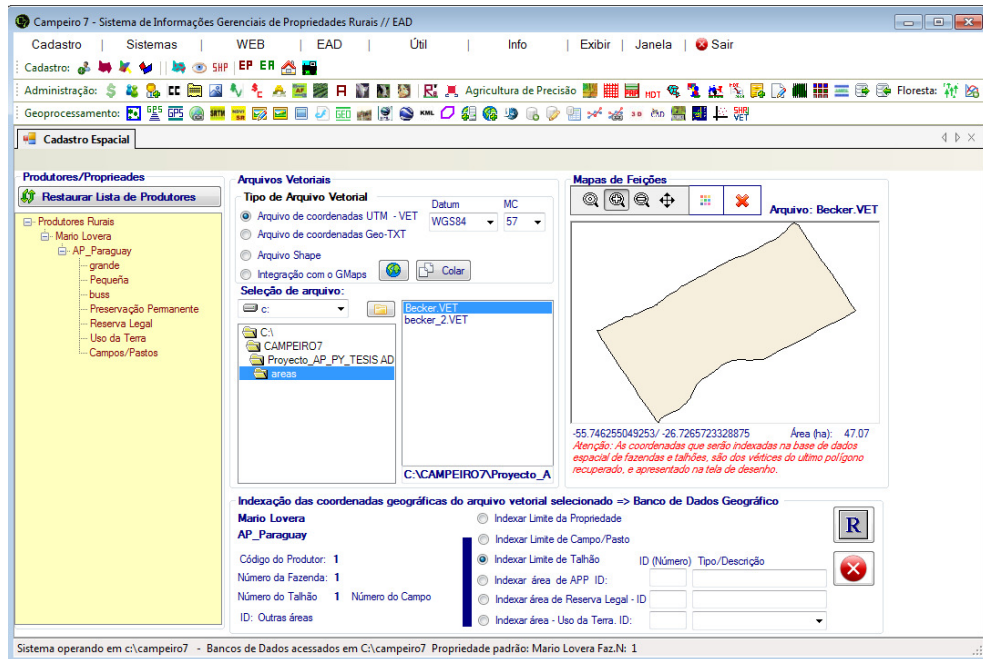 Campeiro 7 - Sistema de Informações Gerenciais de Propriedades Rurais // EAD
Cadastro | Sistemas | WEB | EAD | Útil | Info | Exibir | Janela | Sair
Cadastro: SHP EP ER
Administração: Agricultura de Precisão HDT Floresta:
Geoprocessamento: GPS GPS SRTM GEO KML
Cadastro Espacial
Produtores/Proprieades
Restaurar Lista de Produtores
Produtores Rurais
Mario Lovera
AP_Paraguay
grande
Pequeña
buss
Preservação Permanente
Reserva Legal
Uso da Terra
Campos/Pastos
Arquivos Vetoriais
Tipo de Arquivo Vetorial
Datum MC
Arquivo de coordenadas UTM - VET WGS84 57
Arquivo de coordenadas Geo-TXT
Arquivo Shape
Integração com o GMaps Colar
Seleção de arquivo:
c:
C:\
CAMPEIRO7
Proyecto_AP_PY_TESIS AD
areas
Becker.VET
becker_2.VET
C:\CAMPEIRO7\Proyecto_A
Mapas de Feições
Arquivo: Becker.VET
-55.746255049253/ -26.7265723328875 Área (ha): 47.07
Atenção: As coordenadas que serão indexadas na base de dados
espacial de fazendas e talhões, são dos vértices do ultimo polígono
recuperado, e apresentado na tela de desenho.
Indexação das coordenadas geográficas do arquivo vetorial selecionado => Banco de Dados Geográfico
Mario Lovera
AP_Paraguay
Código do Produtor: 1
Número da Fazenda: 1
Número do Talhão 1 Número do Campo
ID: Outras áreas
Indexar Limite da Propriedade
Indexar Limite de Campo/Pasto
Indexar Limite de Talhão ID (Número) Tipo/Descrição
Indexar área de APP ID:
Indexar área de Reserva Legal - ID
Indexar área - Uso da Terra. ID:
R
Sistema operando em c:\campeiro7 - Bancos de Dados acessados em C:\campeiro7 Propriedade padrão: Mario Lovera Faz.N: 1